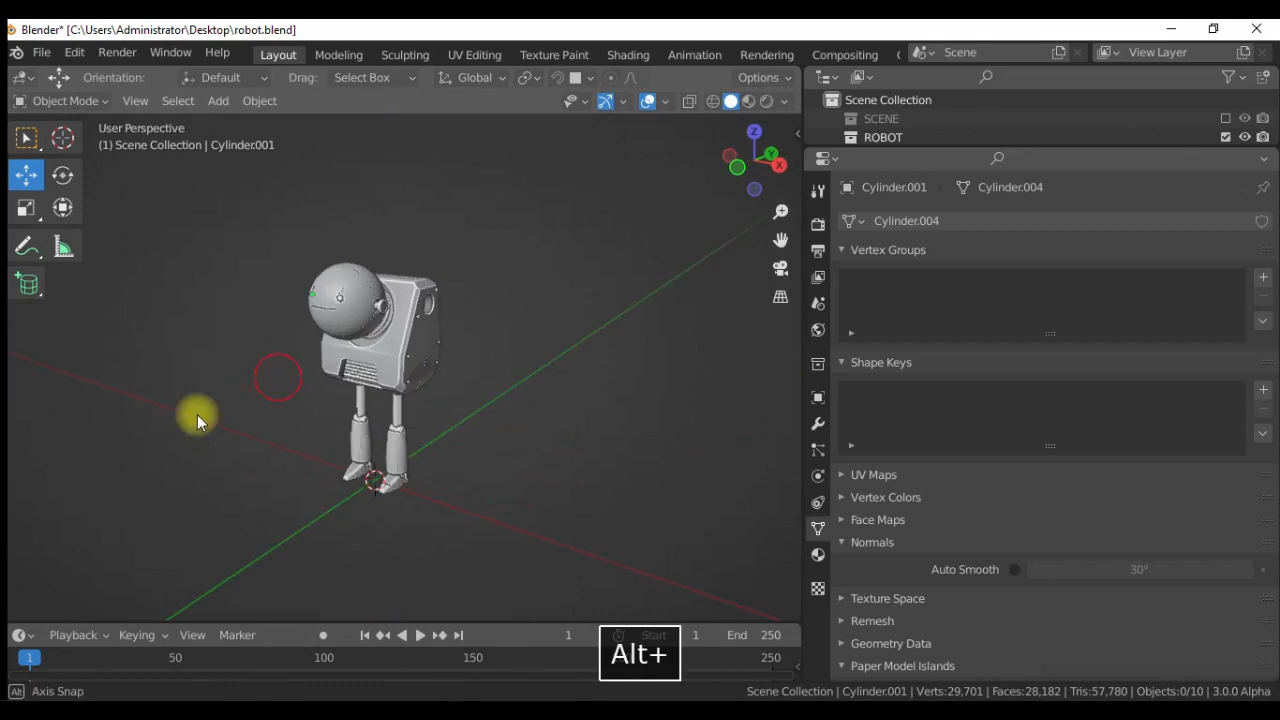 Blender* [C:\Users\Administrator\Desktop\robot.blend]
File Edit Render Window Help Layout Modeling Sculpting UV Editing Texture Paint Shading Animation Rendering Compositing Scene View Layer
Orientation: Default Drag: Select Box Global Options
Object Mode View Select Add Object
Scene Collection
SCENE
ROBOT
User Perspective
(1) Scene Collection | Cylinder.001
Z
Y
X
Cylinder.001 Cylinder.004
Cylinder.004
Vertex Groups
Shape Keys
UV Maps
Vertex Colors
Face Maps
Normals
Auto Smooth 30°
Texture Space
Remesh
Geometry Data
Paper Model Islands
Playback Keying View Marker 1 Start 1 End 250
1 50 100 150 250
Alt+
Alt Axis Snap
Scene Collection | Cylinder.001 | Verts:29,701 | Faces:28,182 | Tris:57,780 | Objects:0/10 | 3.0.0 Alpha